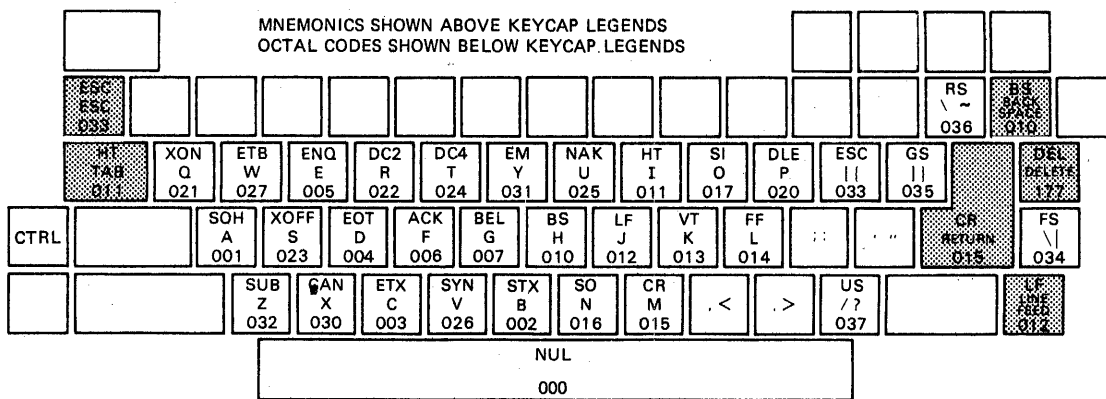 MNEMONICS SHOWN ABOVE KEYCAP LEGENDS
OCTAL CODES SHOWN BELOW KEYCAP LEGENDS
ESC RS BS
ESC \ ~ BACK
SPACE
033 036 010
HT XON ETB ENQ DC2 DC4 EM NAK HT SI DLE ESC GS DEL
TAB Q W E R T Y U I O P [| ]| DELETE
011 021 027 005 022 024 031 025 011 017 020 033 035 177
SOH XOFF EOT ACK BEL BS LF VT FF CR FS
CTRL A S D F G H J K L ; : ' " RETURN \|
001 023 004 006 007 010 012 013 014 015 034
SUB CAN ETX SYN STX SO CR US LF
Z X C V B N M , < . > / ? LINE
FEED
032 030 003 026 002 016 015 037 012
NUL
000